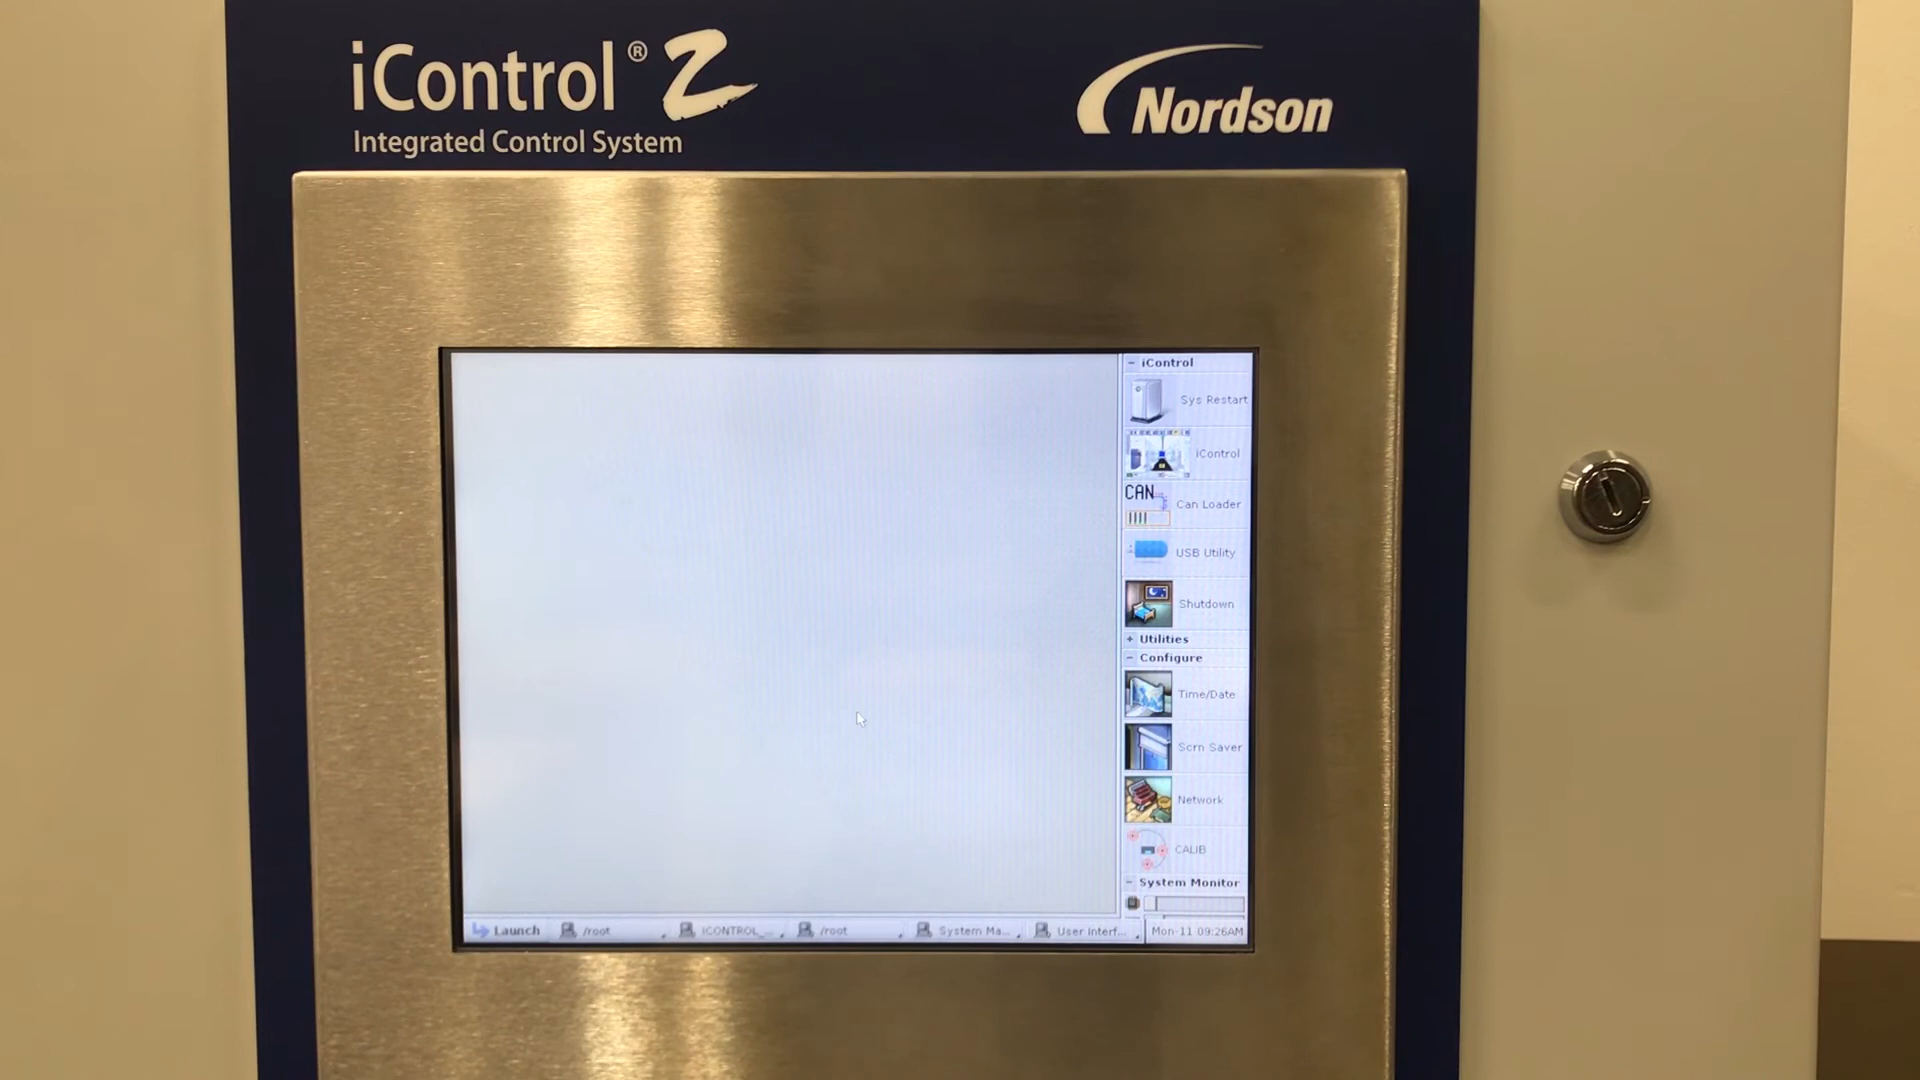 iControl® 2
Integrated Control System
Nordson
iControl
Sys Restart
iControl
CAN
Can Loader
USB Utility
Shutdown
Utilities
Configure
Time/Date
Scrn Saver
Network
CALIB
System Monitor
Launch
/root
ICONTROL_...
/root
System Ma...
User Interf...
Mon-11 09:26AM